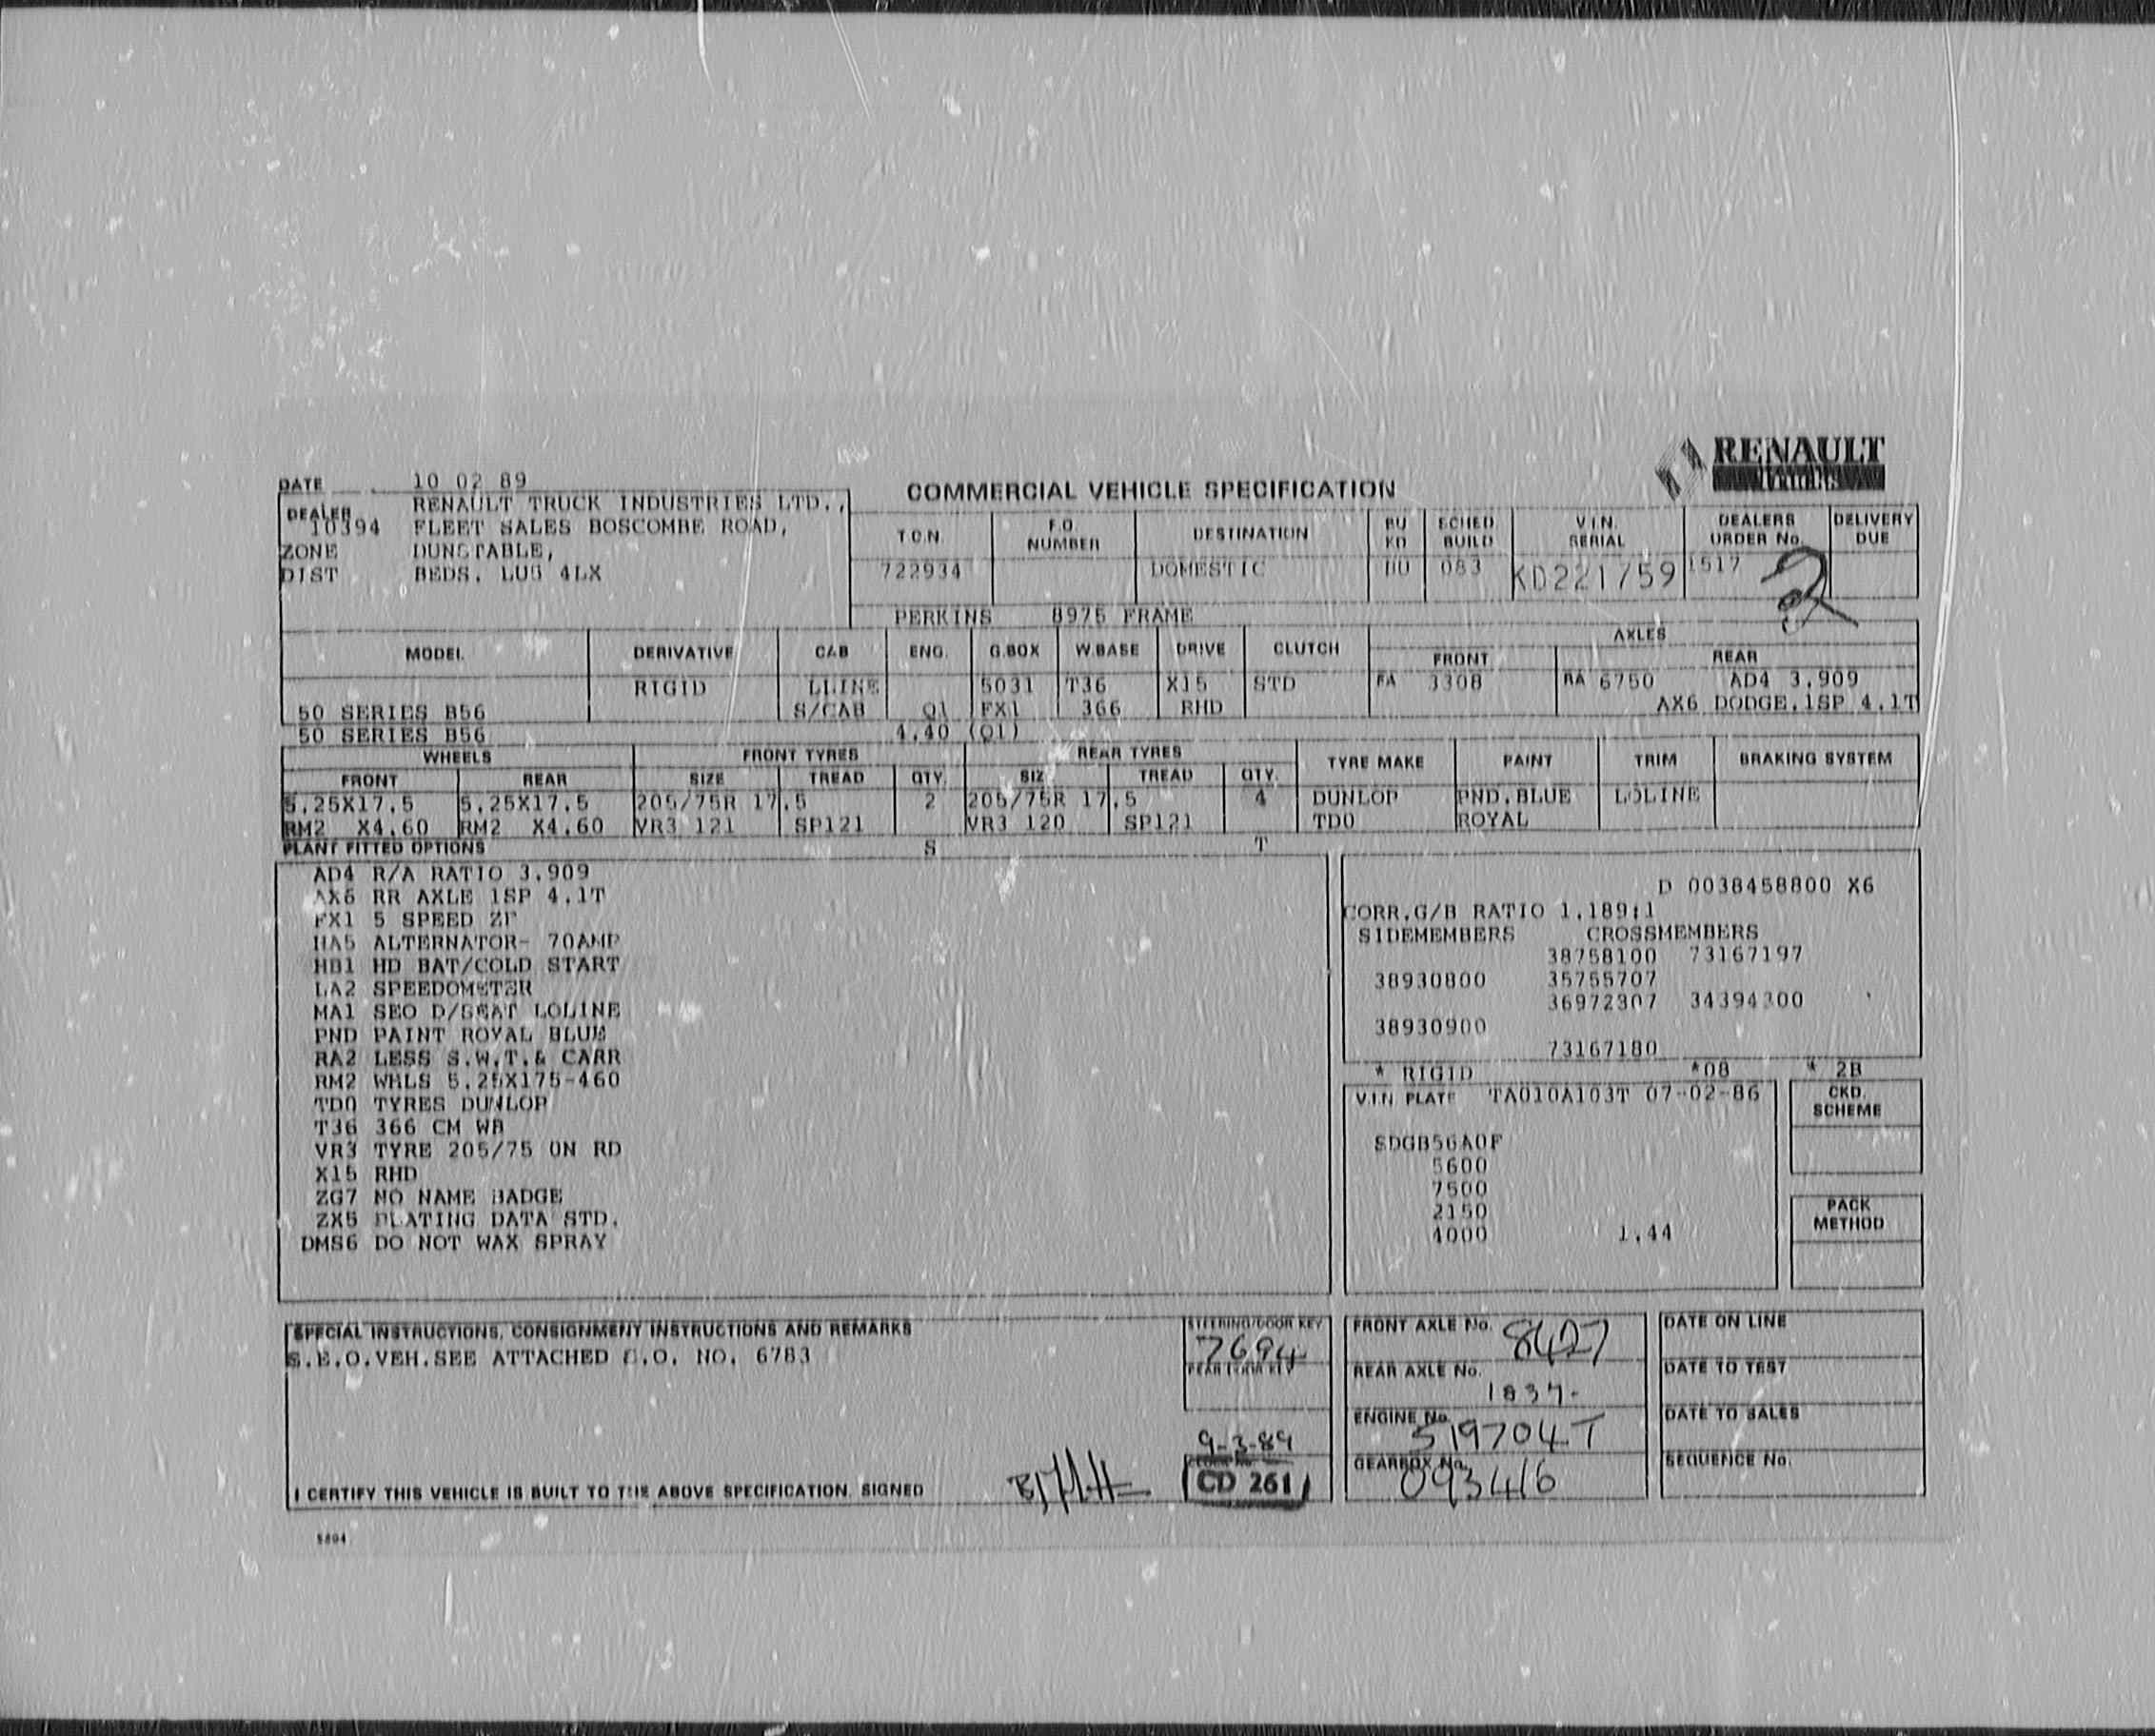 RENAULT
DATE 10 02 89
COMMERCIAL VEHICLE SPECIFICATION
DEALER RENAULT TRUCK INDUSTRIES LTD.,
10394 FLEET SALES BOSCOMBE ROAD,
ZONE DUNSTABLE,
DIST BEDS. LU5 4LX
T.O.N. F.O. NUMBER DESTINATION BU KD SCHED BUILD V.I.N. SERIAL DEALERS ORDER No. DELIVERY DUE
722934 DOMESTIC BU 083 KD221759 1517
PERKINS 8975 FRAME
MODEL DERIVATIVE CAB ENG. G.BOX W.BASE DRIVE CLUTCH AXLES
FRONT REAR
RIGID LLINE 5031 T36 X15 STD FA 3308 RA 6750 AD4 3.909
50 SERIES B56 S/CAB Q1 FX1 366 RHD AX6 DODGE.1SP 4.1T
50 SERIES B56 4.40 (Q1)
WHEELS FRONT TYRES REAR TYRES TYRE MAKE PAINT TRIM BRAKING SYSTEM
FRONT REAR SIZE TREAD QTY. SIZ TREAD QTY.
5.25X17.5 5.25X17.5 205/75R 17.5 2 205/75R 17.5 4 DUNLOP PND.BLUE LOLINE
RM2 X4.60 RM2 X4.60 VR3 121 SP121 VR3 120 SP121 TD0 ROYAL
PLANT FITTED OPTIONS S T
AD4 R/A RATIO 3.909
AX6 RR AXLE 1SP 4.1T
FX1 5 SPEED ZF
HA5 ALTERNATOR- 70AMP
HB1 HD BAT/COLD START
LA2 SPEEDOMETER
MA1 SEO D/SEAT LOLINE
PND PAINT ROYAL BLUE
RA2 LESS S.W.T.& CARR
RM2 WHLS 5.25X175-460
TD0 TYRES DUNLOP
T36 366 CM WB
VR3 TYRE 205/75 ON RD
X15 RHD
ZG7 NO NAME BADGE
ZX5 PLATING DATA STD.
DMS6 DO NOT WAX SPRAY
D 0038458800 X6
CORR.G/B RATIO 1.189:1
SIDEMEMBERS CROSSMEMBERS
38758100 73167197
38930800 35755707
36972307 34394300
38930900
73167180
* RIGID *08 * 2B
V.I.N PLATE TA010A103T 07-02-86
CKD. SCHEME
SDGB56A0F
5600
7500
2150
4000 1.44
PACK METHOD
SPECIAL INSTRUCTIONS, CONSIGNMENT INSTRUCTIONS AND REMARKS
S.E.O.VEH.SEE ATTACHED C.O. NO. 6783
STEERING/DOOR KEY
7694
REAR DOOR KEY
9-3-89
CD 261
I CERTIFY THIS VEHICLE IS BUILT TO THE ABOVE SPECIFICATION. SIGNED
FRONT AXLE No. 8427
REAR AXLE No. 1837.
ENGINE No. 519704T
GEARBOX No. 093416
DATE ON LINE
DATE TO TEST
DATE TO SALES
SEQUENCE No.
5804